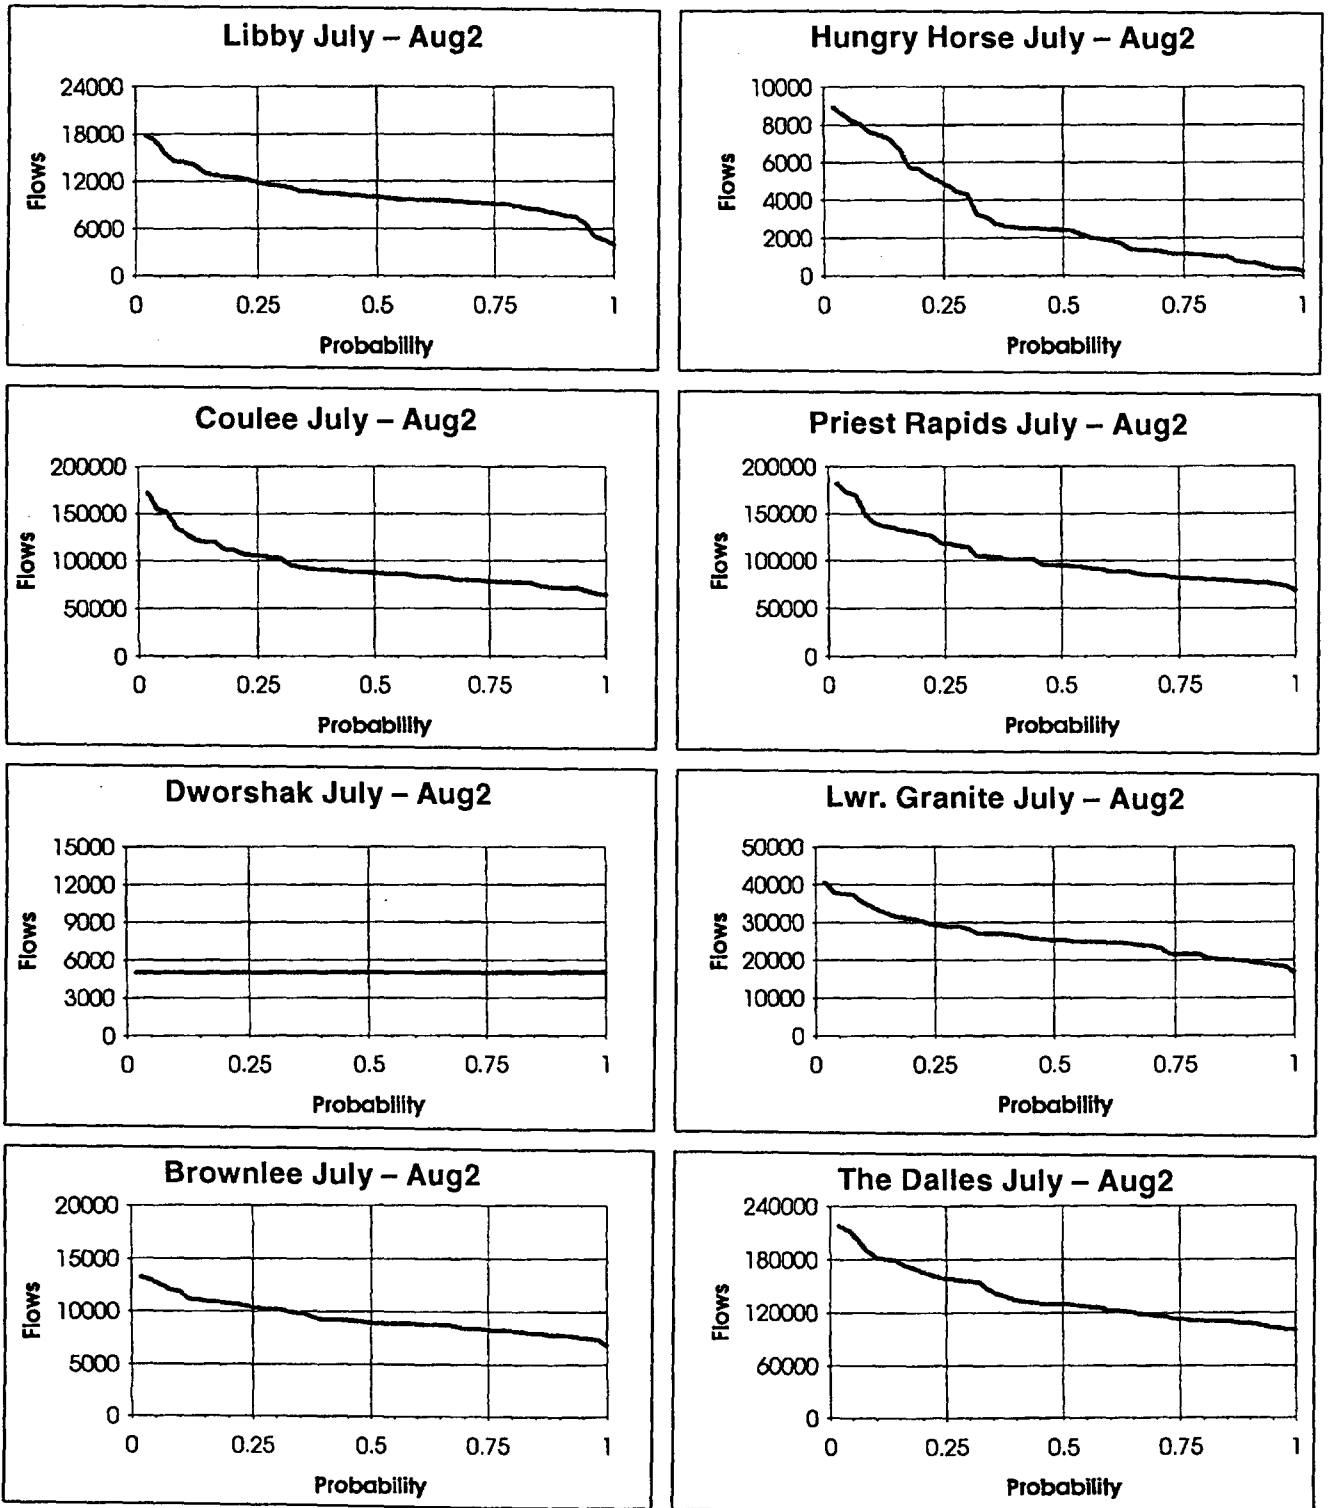 Libby July – Aug2
24000
18000
12000
6000
0
Flows
0 0.25 0.5 0.75 1
Probability
Hungry Horse July – Aug2
10000
8000
6000
4000
2000
0
Flows
0 0.25 0.5 0.75 1
Probability
Coulee July – Aug2
200000
150000
100000
50000
0
Flows
0 0.25 0.5 0.75 1
Probability
Priest Rapids July – Aug2
200000
150000
100000
50000
0
Flows
0 0.25 0.5 0.75 1
Probability
Dworshak July – Aug2
15000
12000
9000
6000
3000
0
Flows
0 0.25 0.5 0.75 1
Probability
Lwr. Granite July – Aug2
50000
40000
30000
20000
10000
0
Flows
0 0.25 0.5 0.75 1
Probability
Brownlee July – Aug2
20000
15000
10000
5000
0
Flows
0 0.25 0.5 0.75 1
Probability
The Dalles July – Aug2
240000
180000
120000
60000
0
Flows
0 0.25 0.5 0.75 1
Probability